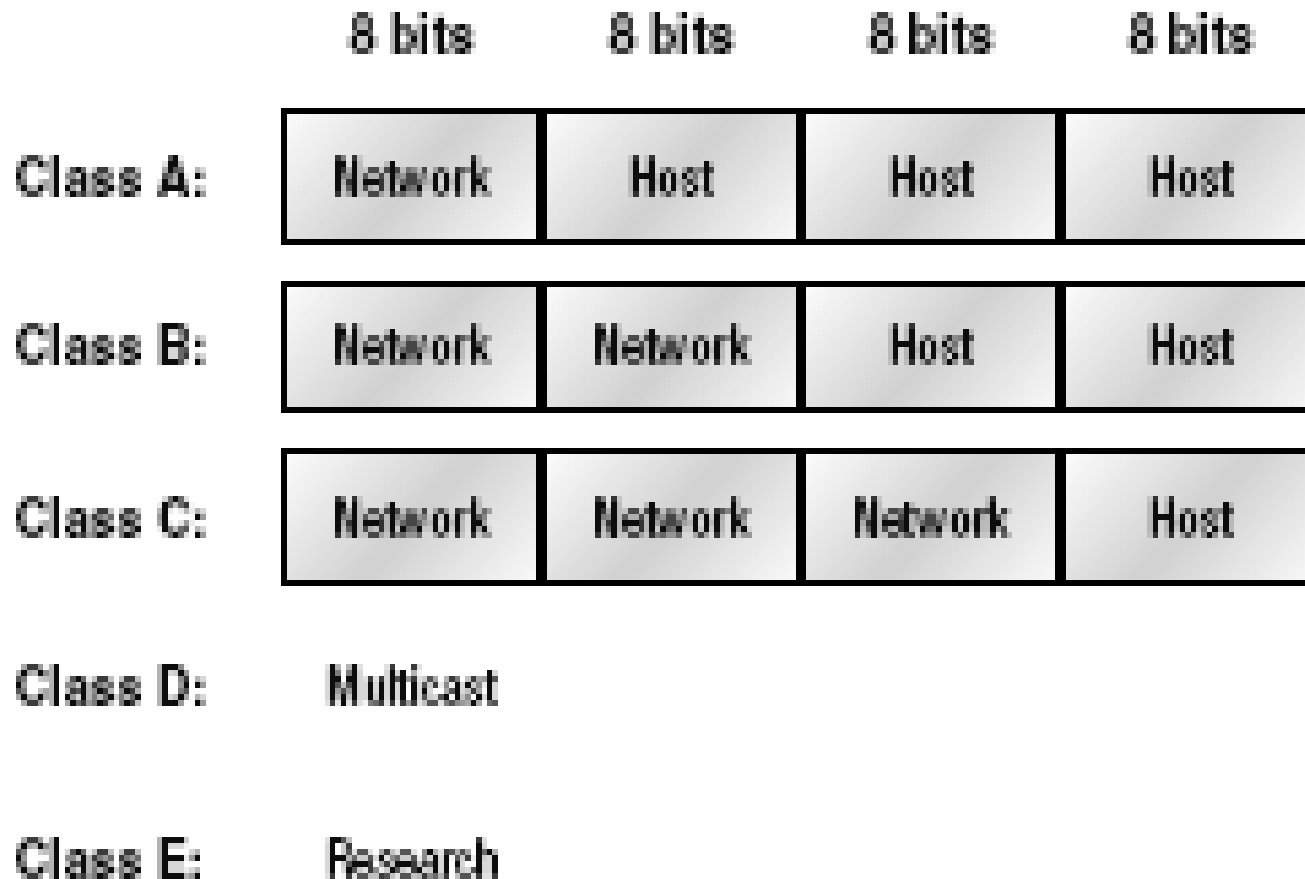 8 bits 8 bits 8 bits 8 bits
Class A: Network Host Host Host
Class B: Network Network Host Host
Class C: Network Network Network Host
Class D: Multicast
Class E: Research